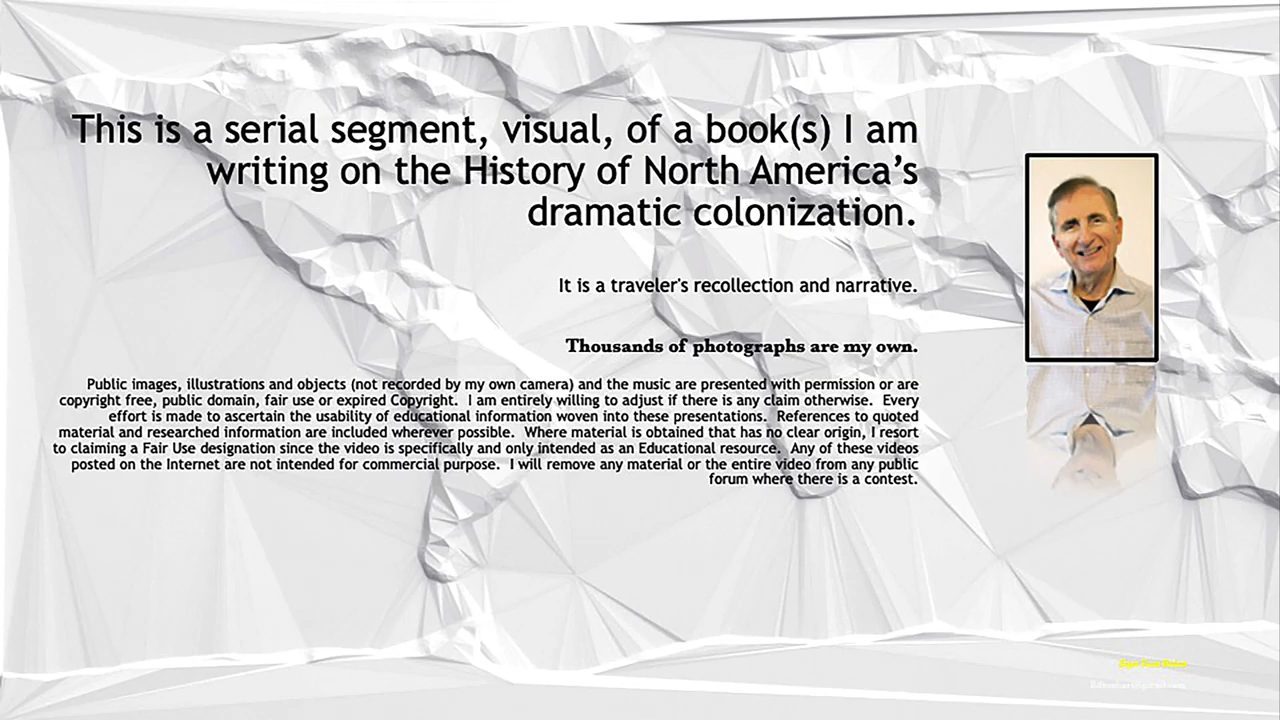 This is a serial segment, visual, of a book(s) I am
writing on the History of North America’s
dramatic colonization.
It is a traveler's recollection and narrative.
Thousands of photographs are my own.
Public images, illustrations and objects (not recorded by my own camera) and the music are presented with permission or are
copyright free, public domain, fair use or expired Copyright.  I am entirely willing to adjust if there is any claim otherwise.  Every
effort is made to ascertain the usability of educational information woven into these presentations.  References to quoted
material and researched information are included wherever possible.  Where material is obtained that has no clear origin, I resort
to claiming a Fair Use designation since the video is specifically and only intended as an Educational resource.  Any of these videos
posted on the Internet are not intended for commercial purpose.  I will remove any material or the entire video from any public
forum where there is a contest.